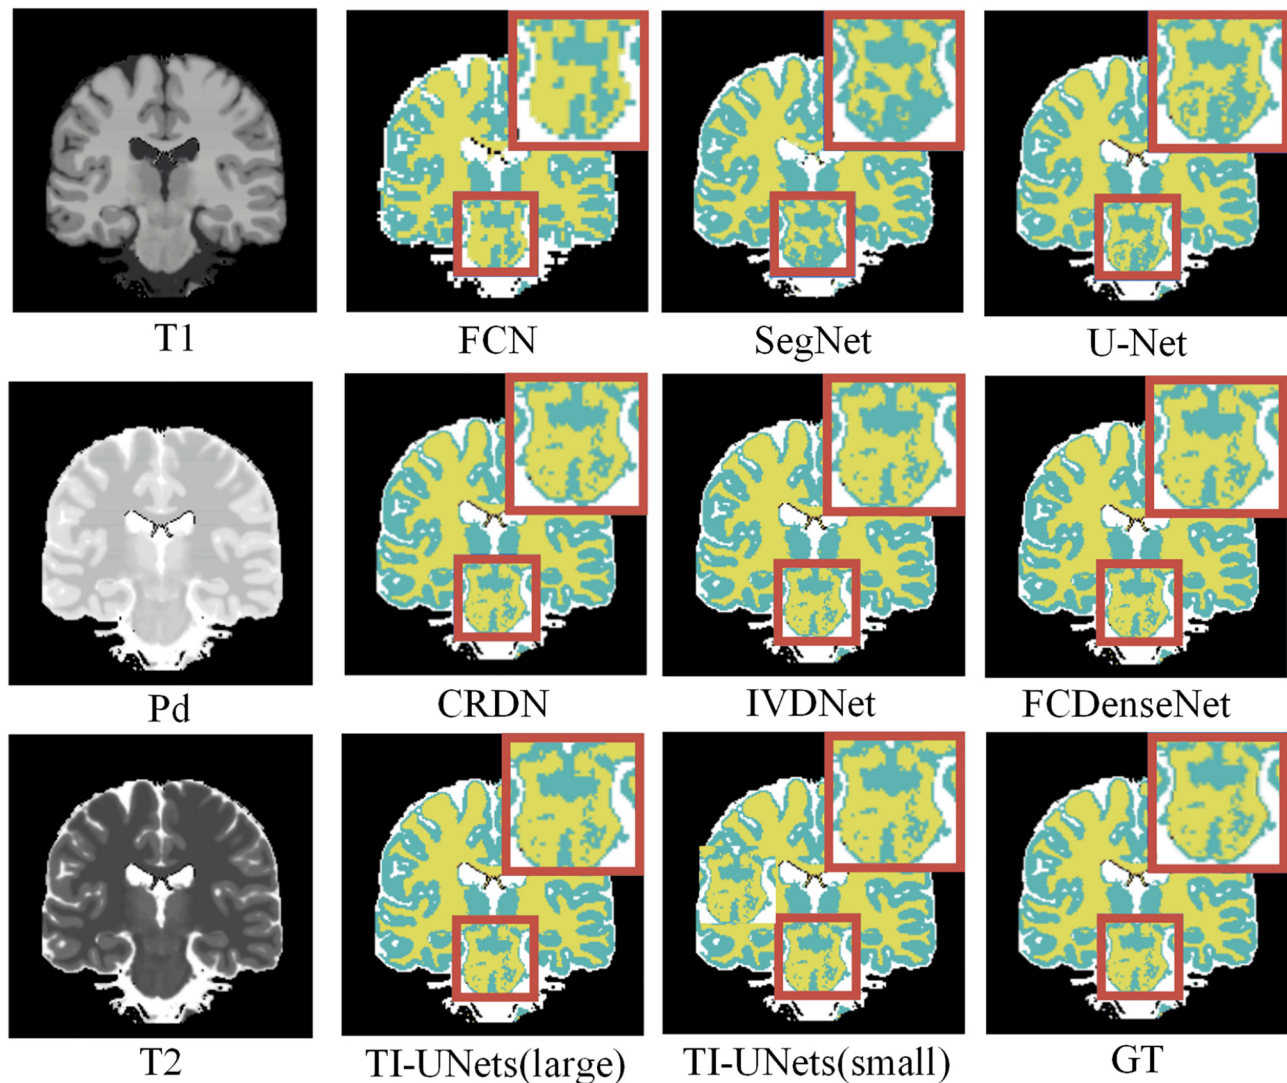 T1
FCN
SegNet
U-Net
Pd
CRDN
IVDNet
FCDenseNet
T2
TI-UNets(large)
TI-UNets(small)
GT